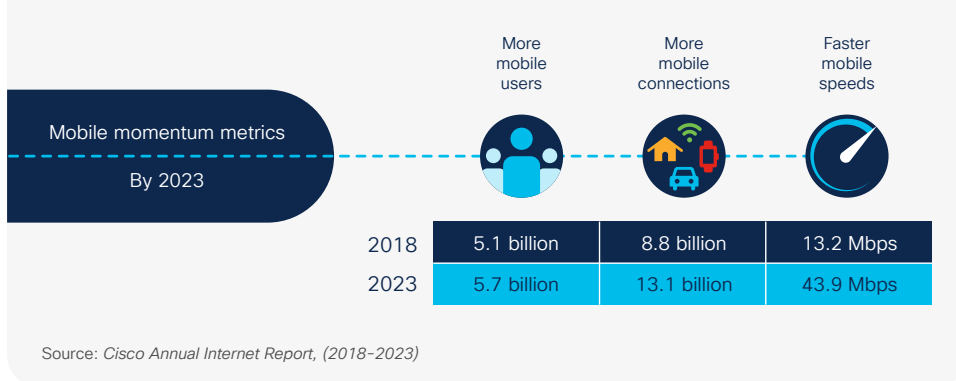 More
mobile
users
More
mobile
connections
Faster
mobile
speeds
Mobile momentum metrics
By 2023
2018 5.1 billion 8.8 billion 13.2 Mbps
2023 5.7 billion 13.1 billion 43.9 Mbps
Source: Cisco Annual Internet Report, (2018-2023)